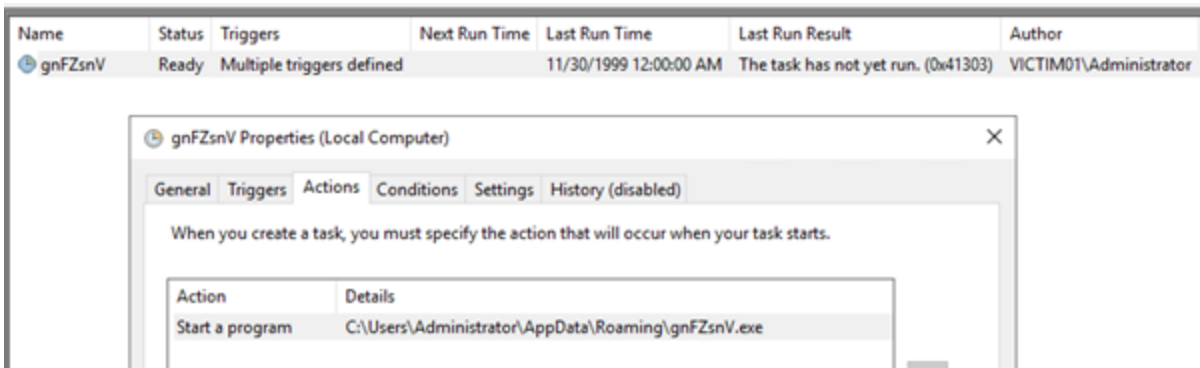 Name Status Triggers Next Run Time Last Run Time Last Run Result Author
gnFZsnV Ready Multiple triggers defined 11/30/1999 12:00:00 AM The task has not yet run. (0x41303) VICTIM01\Administrator
gnFZsnV Properties (Local Computer)
General Triggers Actions Conditions Settings History (disabled)
When you create a task, you must specify the action that will occur when your task starts.
Action Details
Start a program C:\Users\Administrator\AppData\Roaming\gnFZsnV.exe